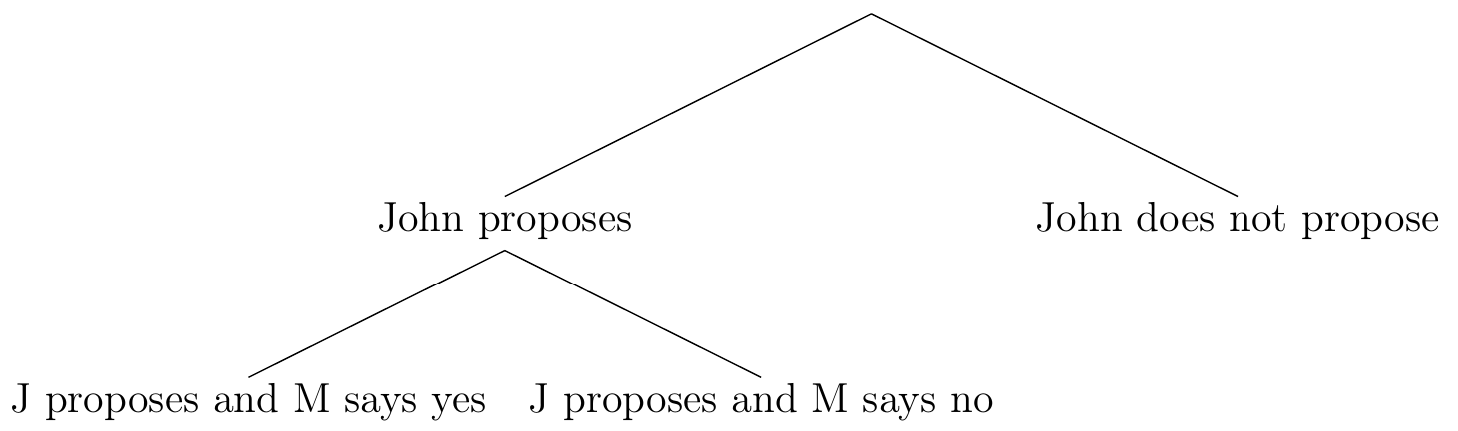 John proposes
John does not propose
J proposes and M says yes
J proposes and M says no